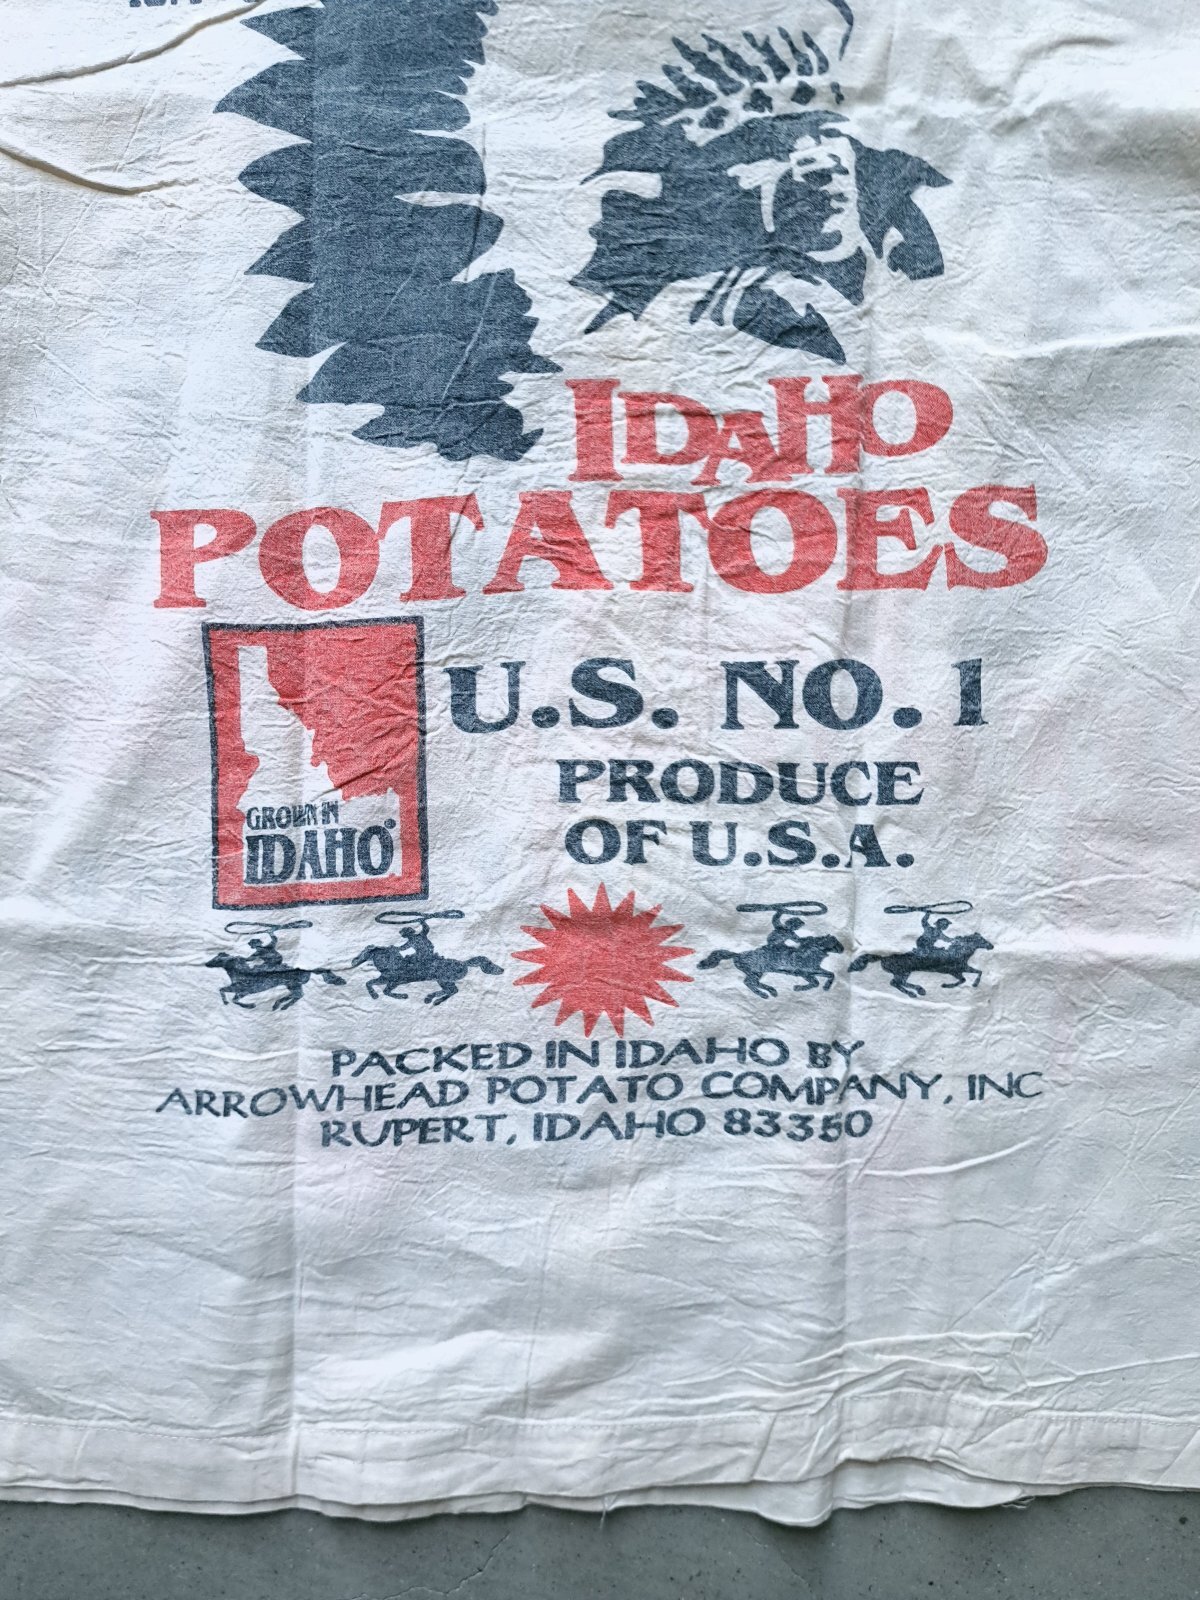 IDAHO
POTATOES
GROWN IN
IDAHO®
U.S. NO. 1
PRODUCE
OF U.S.A.
PACKED IN IDAHO BY
ARROWHEAD POTATO COMPANY, INC
RUPERT, IDAHO 83350